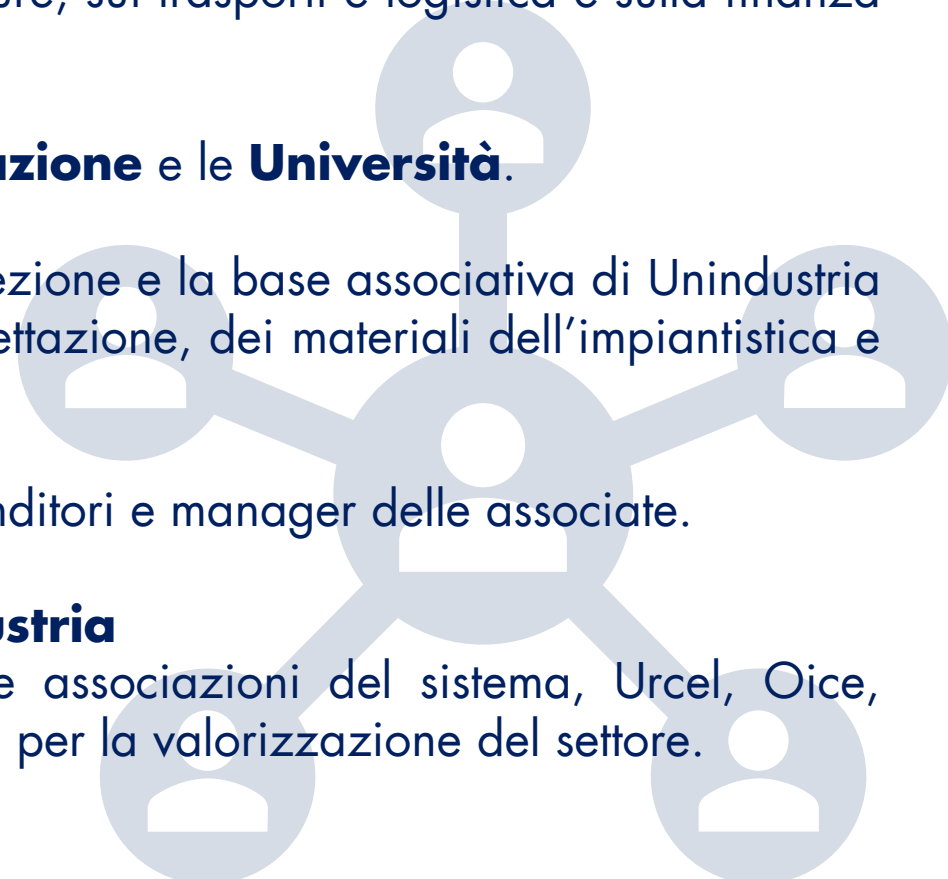 ure, sui trasporti e logistica e sulla finanza
azione e le Università.
ezione e la base associativa di Unindustria
ettazione, dei materiali dell’impiantistica e
nditori e manager delle associate.
ustria
e associazioni del sistema, Urcel, Oice,
per la valorizzazione del settore.